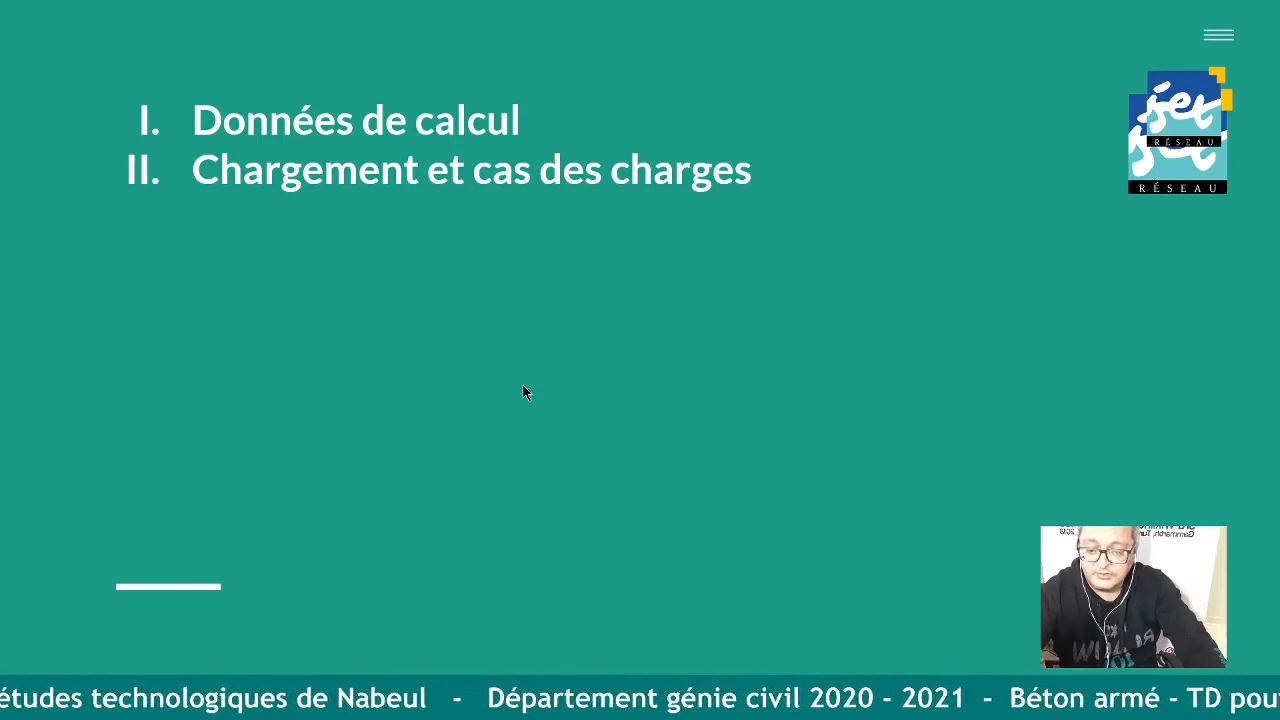 I. Données de calcul
II. Chargement et cas des charges
iset
RÉSEAU
RÉSEAU
études technologiques de Nabeul - Département génie civil 2020 - 2021 - Béton armé - TD pou